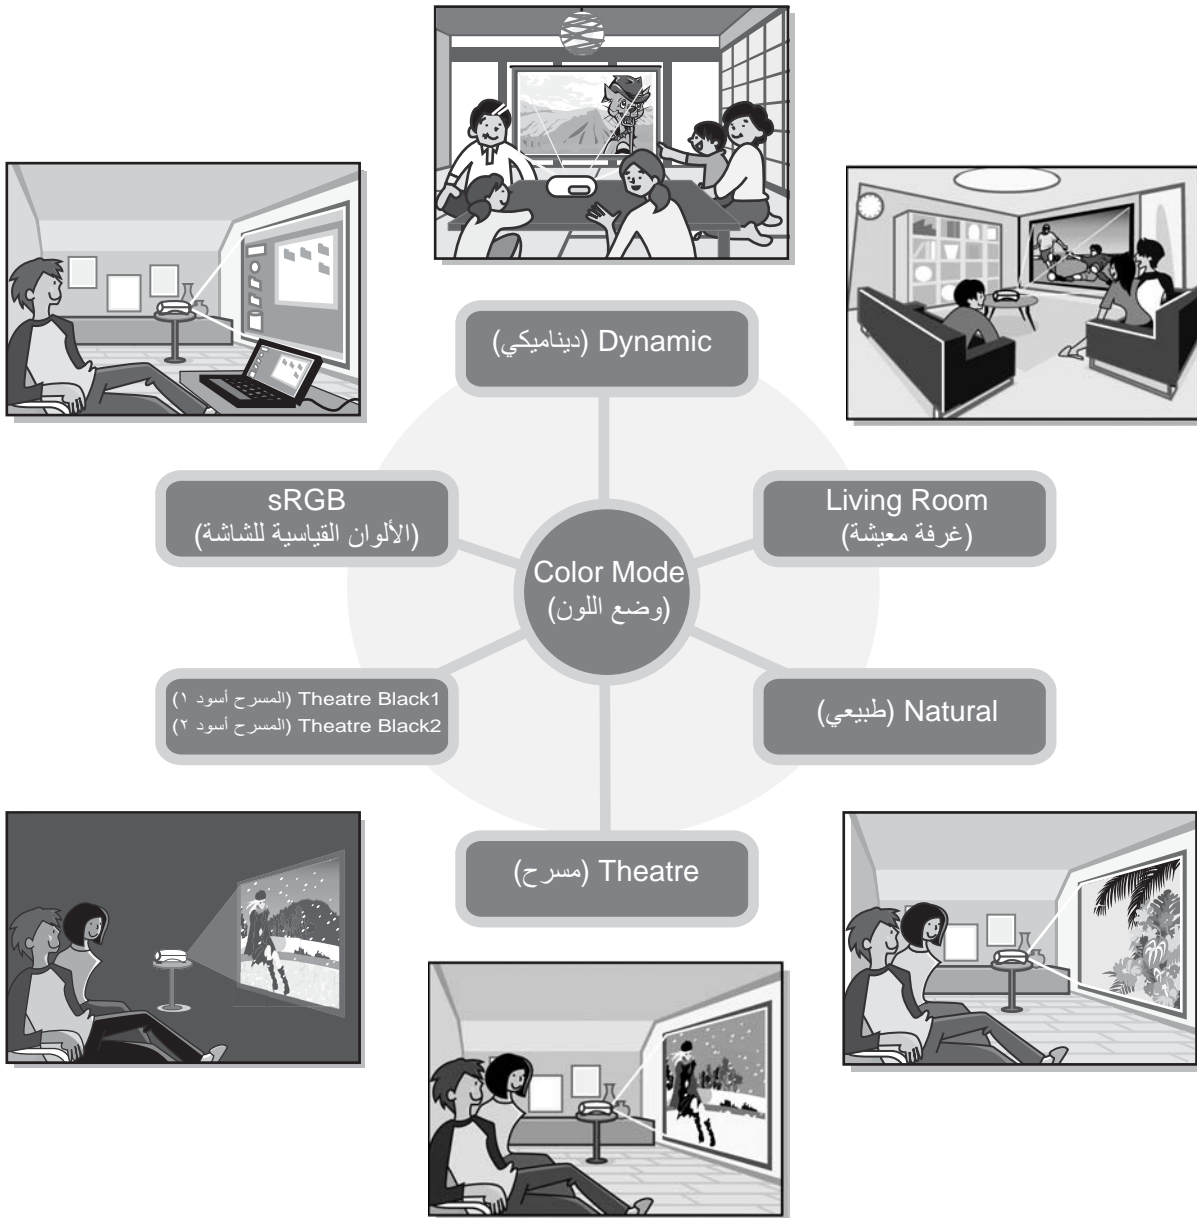 Dynamic (ديناميكي)
sRGB
(الألوان القياسية للشاشة)
Living Room
(غرفة معيشة)
Color Mode
(وضع اللون)
Theatre Black1 (المسرح أسود ١)
Theatre Black2 (المسرح أسود ٢)
Natural (طبيعي)
Theatre (مسرح)